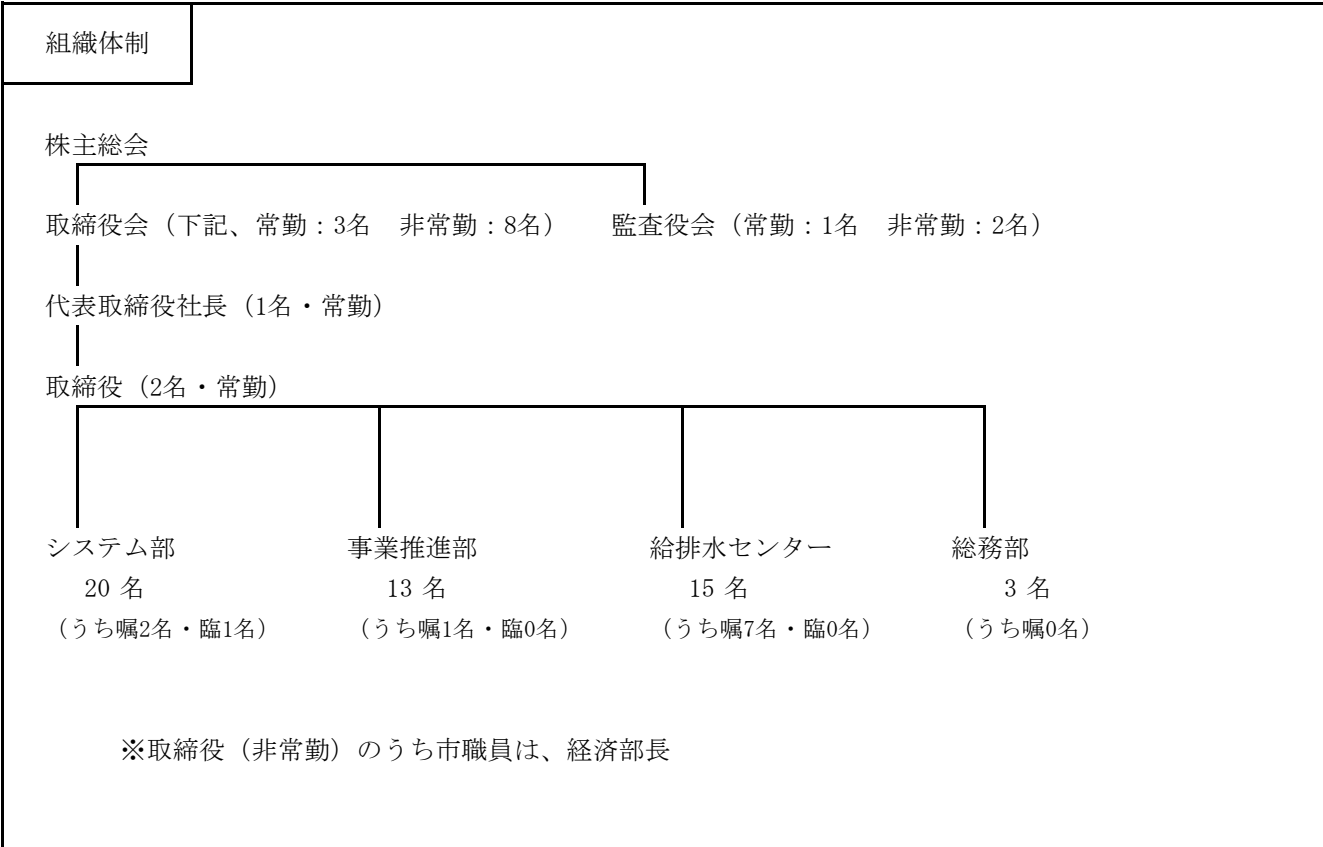 組織体制
株主総会
取締役会（下記、常勤：3名　非常勤：8名）　　監査役会（常勤：1名　非常勤：2名）
代表取締役社長（1名・常勤）
取締役（2名・常勤）
システム部　事業推進部　給排水センター　総務部
20 名　13 名　15 名　3 名
（うち嘱2名・臨1名）　（うち嘱1名・臨0名）　（うち嘱7名・臨0名）　（うち嘱0名）
※取締役（非常勤）のうち市職員は、経済部長